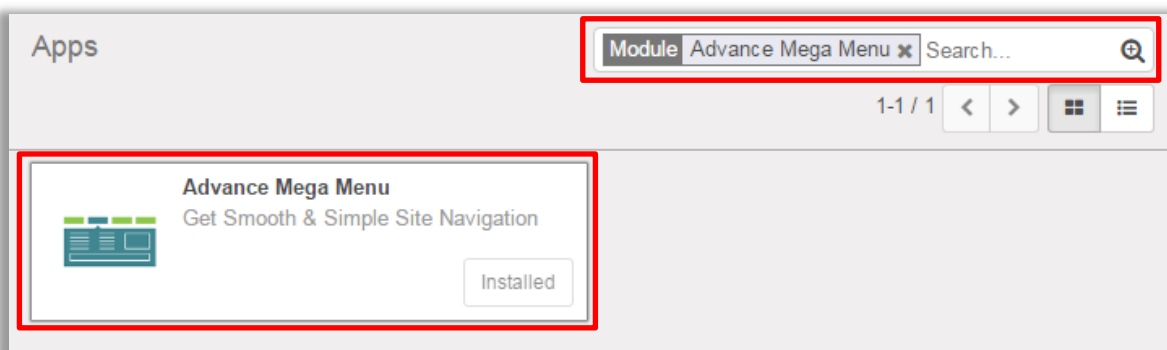 Apps
Module Advance Mega Menu Search...
1-1 / 1
Advance Mega Menu
Get Smooth & Simple Site Navigation
Installed